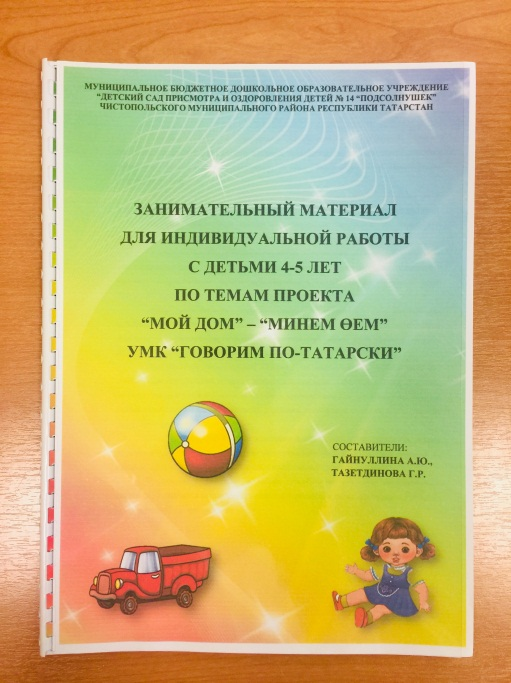 МУНИЦИПАЛЬНОЕ БЮДЖЕТНОЕ ДОШКОЛЬНОЕ ОБРАЗОВАТЕЛЬНОЕ УЧРЕЖДЕНИЕ
"ДЕТСКИЙ САД ПРИСМОТРА И ОЗДОРОВЛЕНИЯ ДЕТЕЙ № 14 "ПОДСОЛНУШЕК"
ЧИСТОПОЛЬСКОГО МУНИЦИПАЛЬНОГО РАЙОНА РЕСПУБЛИКИ ТАТАРСТАН
ЗАНИМАТЕЛЬНЫЙ МАТЕРИАЛ
ДЛЯ ИНДИВИДУАЛЬНОЙ РАБОТЫ
С ДЕТЬМИ 4-5 ЛЕТ
ПО ТЕМАМ ПРОЕКТА
"МОЙ ДОМ" – "МИНЕМ ӨЕМ"
УМК "ГОВОРИМ ПО-ТАТАРСКИ"
СОСТАВИТЕЛИ:
ГАЙНУЛЛИНА А.Ю.,
ТАЗЕТДИНОВА Г.Р.